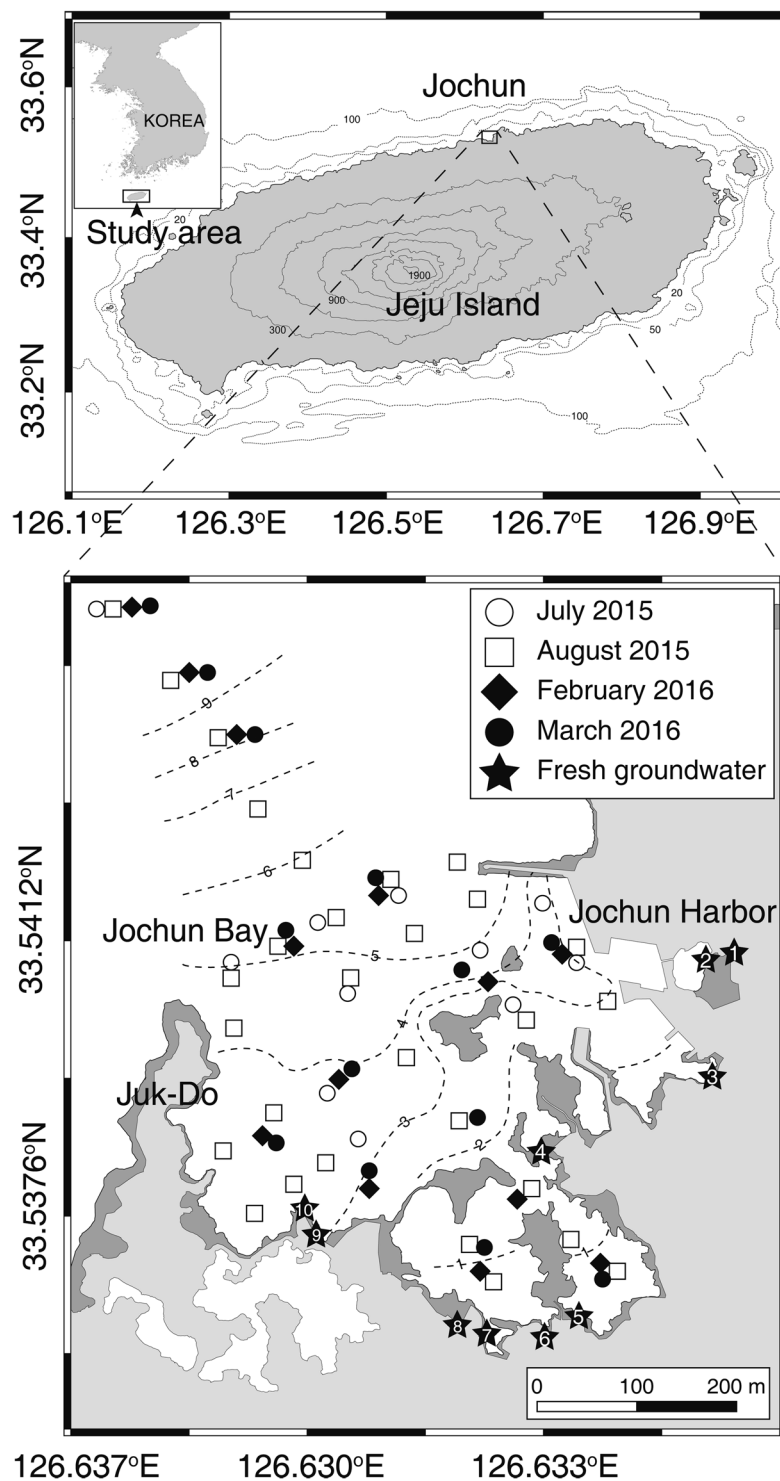 33.6°N
33.4°N
33.2°N
KOREA
Study area
Jochun
Jeju Island
100
20
1900
900
300
20
50
100
126.1°E
126.3°E
126.5°E
126.7°E
126.9°E
July 2015
August 2015
February 2016
March 2016
Fresh groundwater
9
8
7
6
5
4
3
2
1
1
Jochun Bay
Jochun Harbor
Juk-Do
1
2
3
4
5
6
7
8
9
10
33.5412°N
33.5376°N
0
100
200 m
126.637°E
126.630°E
126.633°E